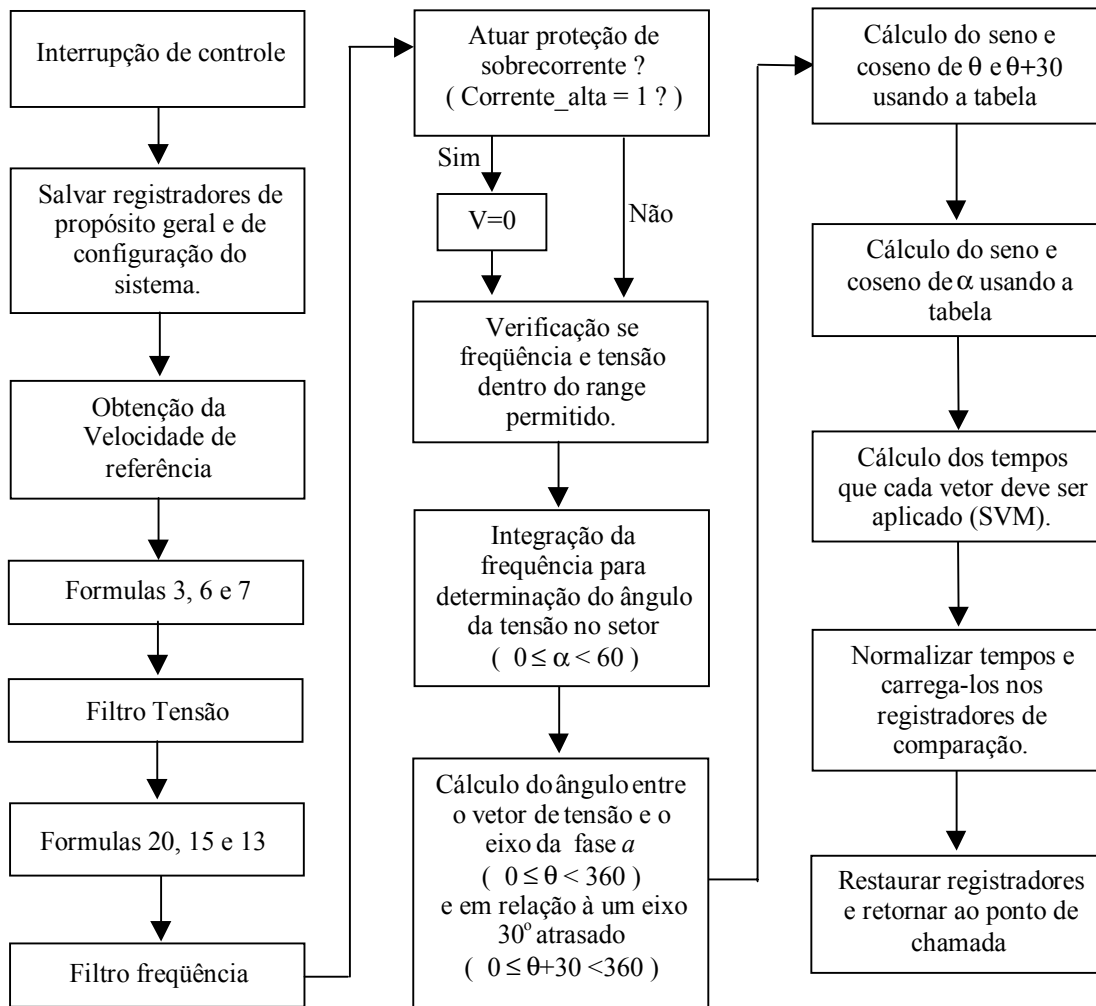 Interrupção de controle
Salvar registradores de
propósito geral e de
configuração do
sistema.
Obtenção da
Velocidade de
referência
Formulas 3, 6 e 7
Filtro Tensão
Formulas 20, 15 e 13
Filtro freqüência
Atuar proteção de
sobrecorrente ?
( Corrente_alta = 1 ? )
Sim
Não
V=0
Verificação se
freqüência e tensão
dentro do range
permitido.
Integração da
frequência para
determinação do ângulo
da tensão no setor
( 0 ≤ α < 60 )
Cálculo do ângulo entre
o vetor de tensão e o
eixo da fase a
( 0 ≤ θ < 360 )
e em relação à um eixo
30º atrasado
( 0 ≤ θ+30 <360 )
Cálculo do seno e
coseno de θ e θ+30
usando a tabela
Cálculo do seno e
coseno de α usando a
tabela
Cálculo dos tempos
que cada vetor deve ser
aplicado (SVM).
Normalizar tempos e
carrega-los nos
registradores de
comparação.
Restaurar registradores
e retornar ao ponto de
chamada